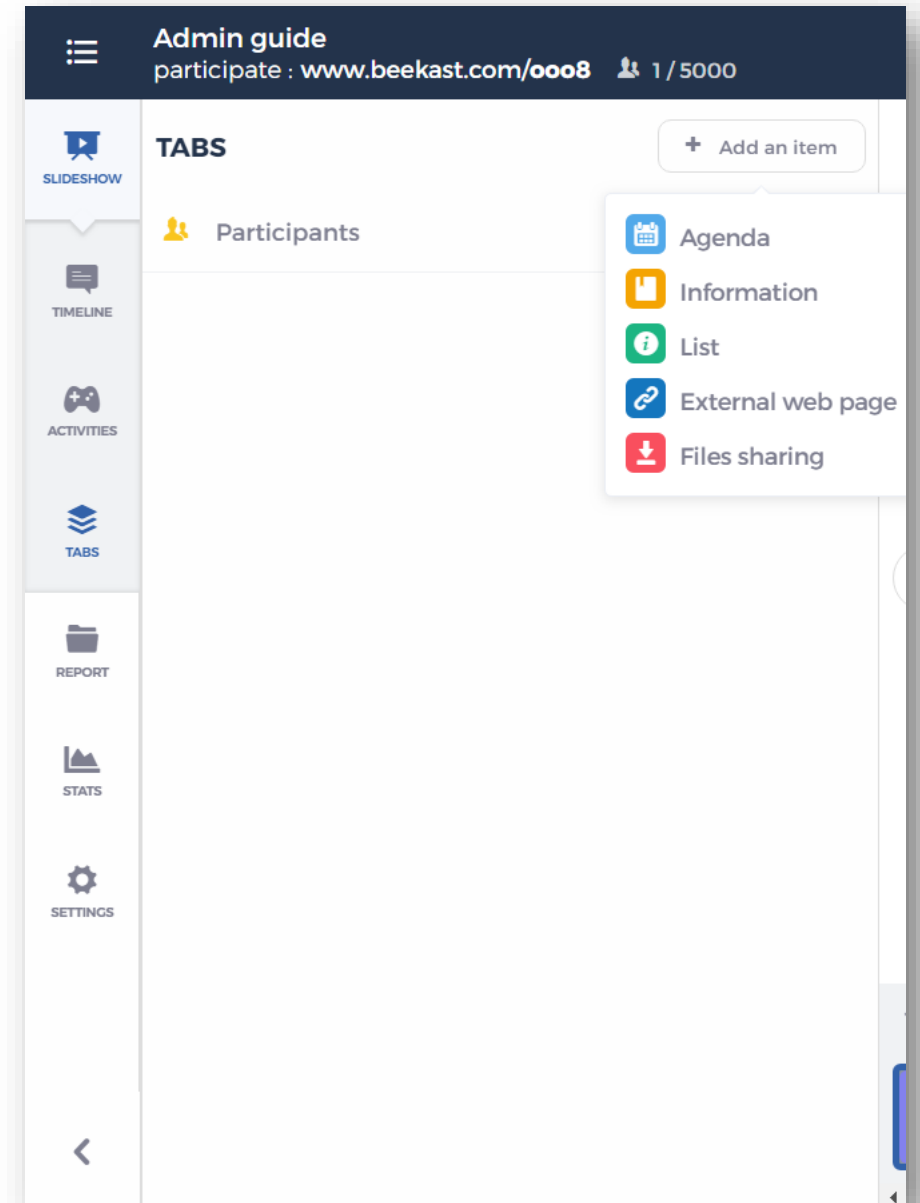 Admin guide
participate : www.beekast.com/ooo8 1 / 5000
SLIDESHOW
TIMELINE
ACTIVITIES
TABS
REPORT
STATS
SETTINGS
TABS
+ Add an item
Participants
Agenda
Information
List
External web page
Files sharing